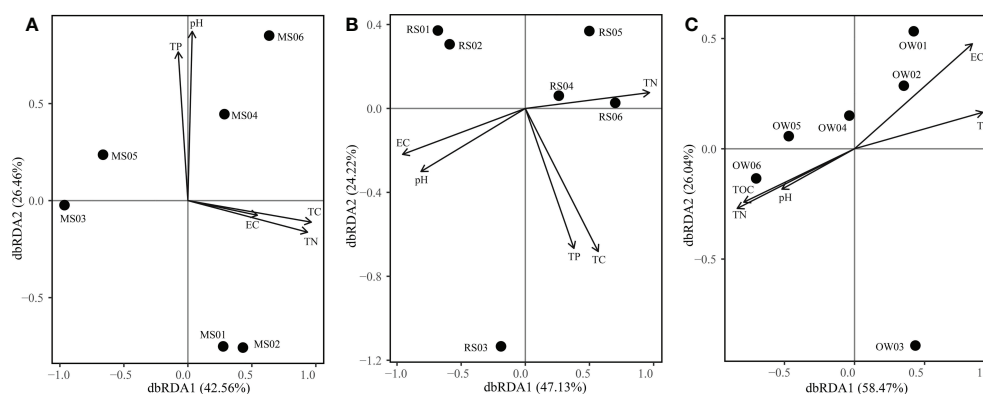 A
MS06
pH
TP
0.5
MS04
MS05
0.0
MS03
TC
EC
TN
−0.5
MS01
MS02
−1.0
−0.5
0.0
0.5
1.0
dbRDA1 (42.56%)
dbRDA2 (26.46%)
B
0.4
RS01
RS02
RS05
RS04
TN
0.0
RS06
EC
pH
−0.4
TP
TC
−0.8
RS03
−1.2
−1.0
−0.5
0.0
0.5
1.0
dbRDA1 (47.13%)
dbRDA2 (24.22%)
C
0.5
OW01
EC
OW02
OW05
OW04
0.0
OW06
TOC
pH
TN
−0.5
OW03
−0.5
0.0
0.5
dbRDA1 (58.47%)
dbRDA2 (26.04%)